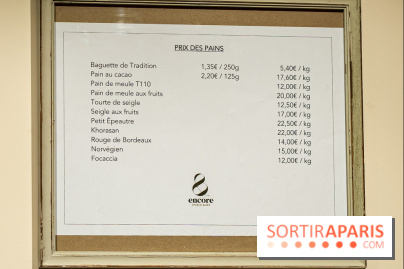 PRIX DES PAINS
Baguette de Tradition 1,35€ / 250g 5,40€ / kg
Pain au cacao 2,20€ / 125g 17,60€ / kg
Pain de meule T110 12,00€ / kg
Pain de meule aux fruits 20,00€ / kg
Tourte de seigle 12,50€ / kg
Seigle aux fruits 17,00€ / kg
Petit Épeautre 22,50€ / kg
Khorasan 22,00€ / kg
Rouge de Bordeaux 14,00€ / kg
Norvégien 15,00€ / kg
Focaccia 12,00€ / kg
encore
SORTIRAPARIS
.COM